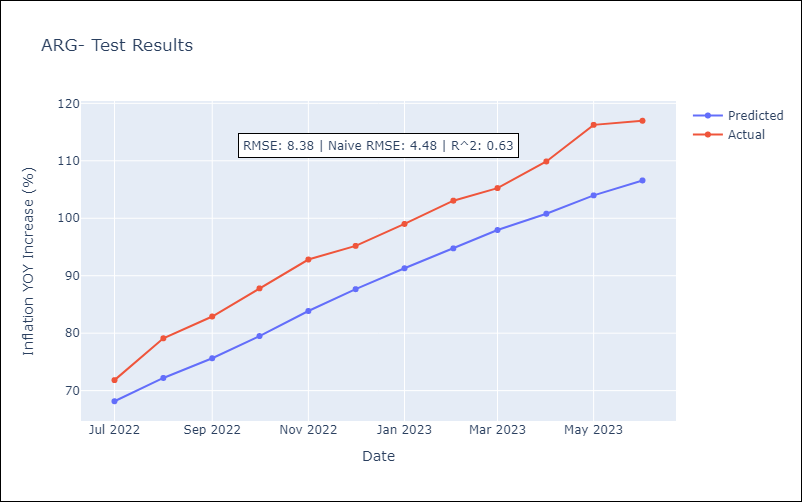 ARG- Test Results
Predicted
Actual
RMSE: 8.38 | Naive RMSE: 4.48 | R^2: 0.63
Inflation YOY Increase (%)
120
110
100
90
80
70
Jul 2022 Sep 2022 Nov 2022 Jan 2023 Mar 2023 May 2023
Date